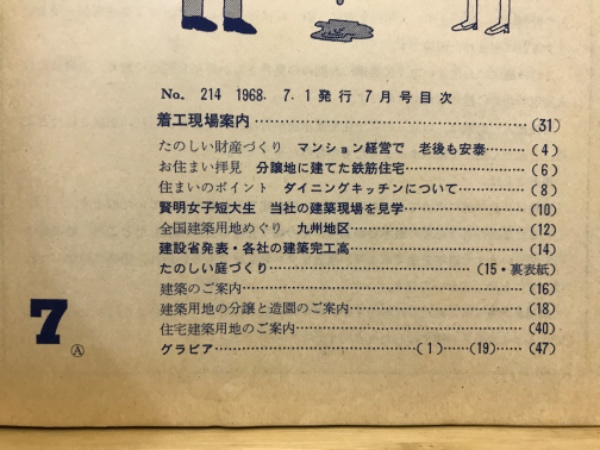 No. 214 1968. 7. 1発行 7月号目次
着工現場案内………(31)
たのしい財産づくり マンション経営で 老後も安泰………(4)
お住まい拝見 分譲地に建てた鉄筋住宅………(6)
住まいのポイント ダイニングキッチンについて………(8)
賢明女子短大生 当社の建築現場を見学………(10)
全国建築用地めぐり 九州地区………(12)
建設省発表・各社の建築完工高………(14)
たのしい庭づくり………(15・裏表紙)
建築のご案内………(16)
建築用地の分譲と造園のご案内………(18)
住宅建築用地のご案内………(40)
グラビア………(1)……(19)……(47)
7
Ⓐ